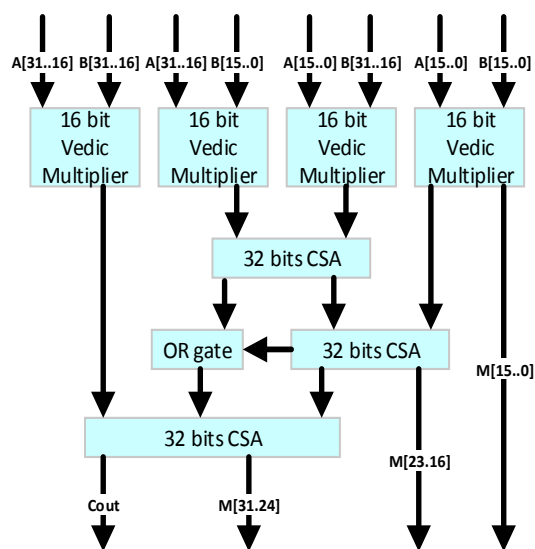 A[31..16] B[31..16] A[31..16] B[15..0] A[15..0] B[31..16] A[15..0] B[15..0]
16 bit
Vedic
Multiplier
16 bit
Vedic
Multiplier
16 bit
Vedic
Multiplier
16 bit
Vedic
Multiplier
32 bits CSA
OR gate
32 bits CSA
M[15..0]
32 bits CSA
M[23.16]
Cout
M[31.24]